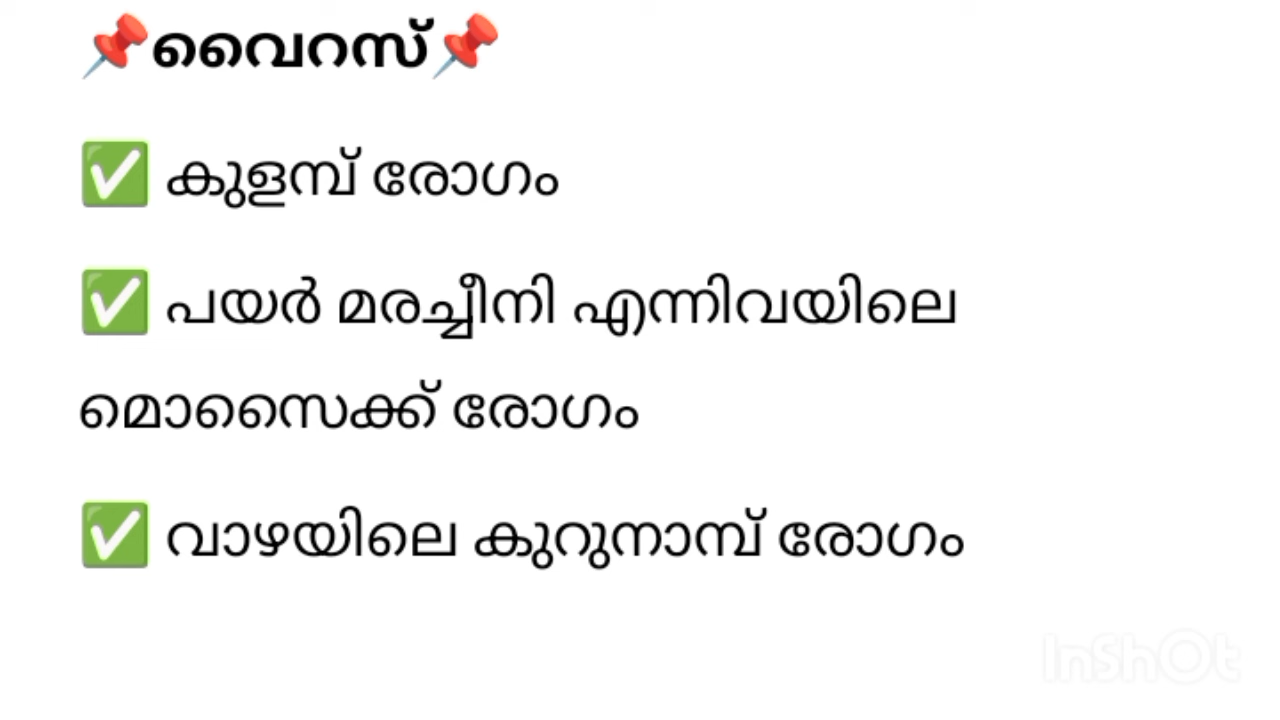 📌വൈറസ്📌
✅ കുളമ്പ് രോഗം
✅ പയർ മരച്ചീനി എന്നിവയിലെ
മൊസൈക്ക് രോഗം
✅ വാഴയിലെ കുറുനാമ്പ് രോഗം
InShOt